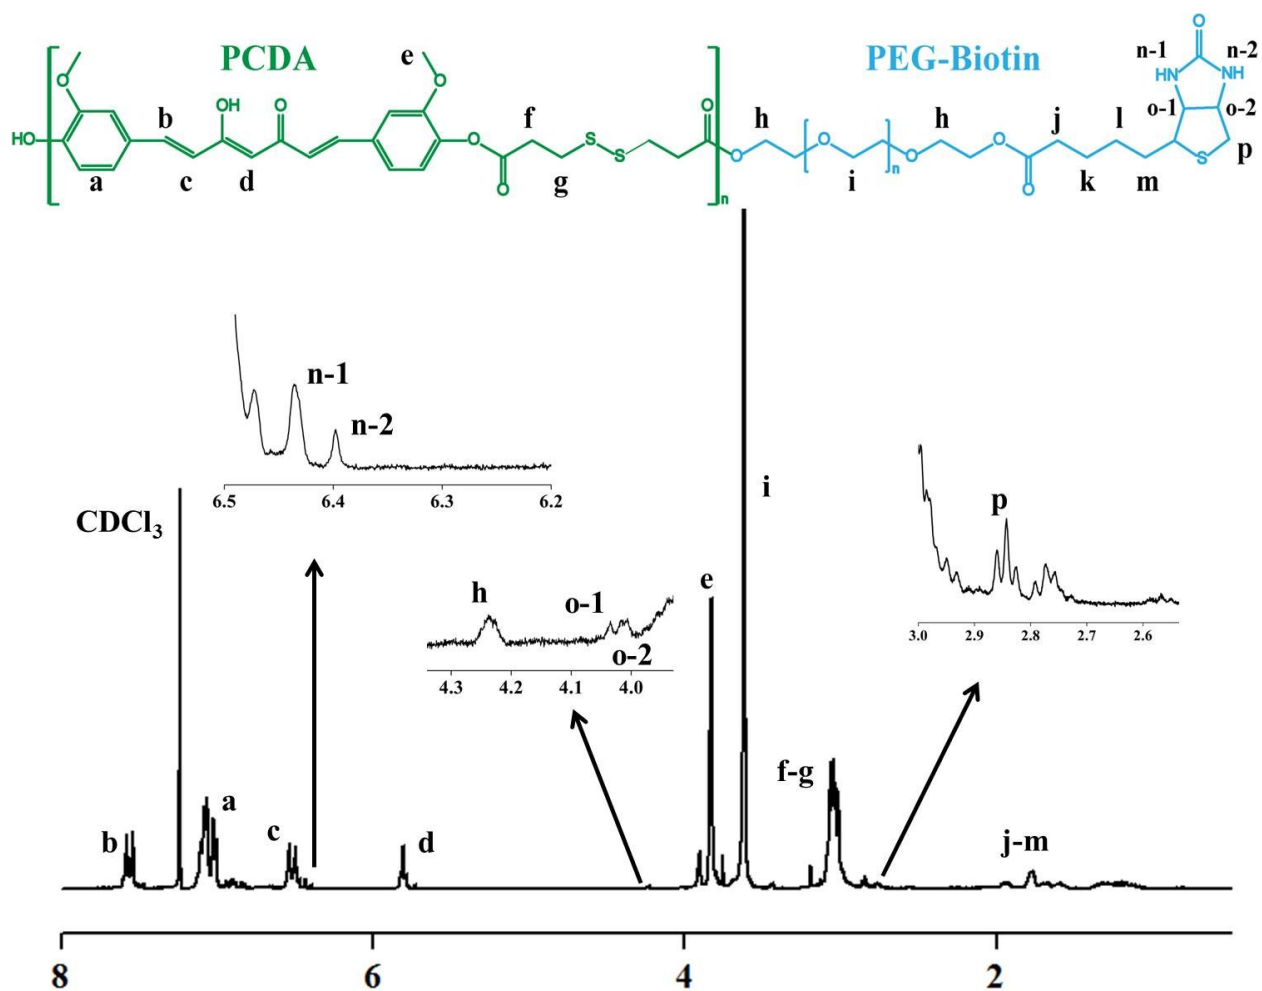 PCDA
PEG-Biotin
O
n-1
n-2
HN
NH
o-1
o-2
S
p
e
O
O
b
OH
O
O
f
S
S
O
h
O
h
O
j
l
HO
O
O
O
a
c
d
O
g
n
i
n
O
k
m
n-1
n-2
6.5 6.4 6.3 6.2
CDCl3
i
p
3.0 2.9 2.8 2.7 2.6
h
o-1
o-2
4.3 4.2 4.1 4.0
e
f-g
b
a
c
d
j-m
8 6 4 2